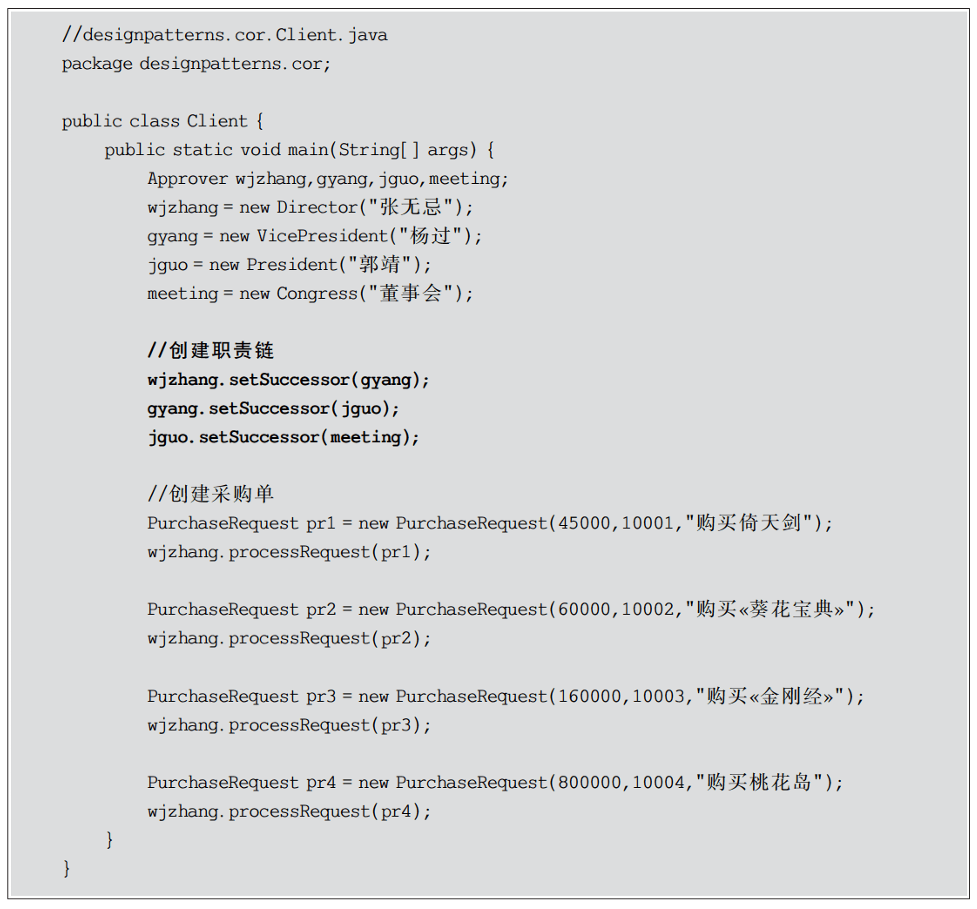 //designpatterns.cor.Client.java
package designpatterns.cor;
public class Client {
public static void main(String[] args) {
Approver wjzhang,gyang,jguo,meeting;
wjzhang = new Director("张无忌");
gyang = new VicePresident("杨过");
jguo = new President("郭靖");
meeting = new Congress("董事会");
//创建职责链
wjzhang.setSuccessor(gyang);
gyang.setSuccessor(jguo);
jguo.setSuccessor(meeting);
//创建采购单
PurchaseRequest pr1 = new PurchaseRequest(45000,10001,"购买倚天剑");
wjzhang.processRequest(pr1);
PurchaseRequest pr2 = new PurchaseRequest(60000,10002,"购买«葵花宝典»");
wjzhang.processRequest(pr2);
PurchaseRequest pr3 = new PurchaseRequest(160000,10003,"购买«金刚经»");
wjzhang.processRequest(pr3);
PurchaseRequest pr4 = new PurchaseRequest(800000,10004,"购买桃花岛");
wjzhang.processRequest(pr4);
}
}